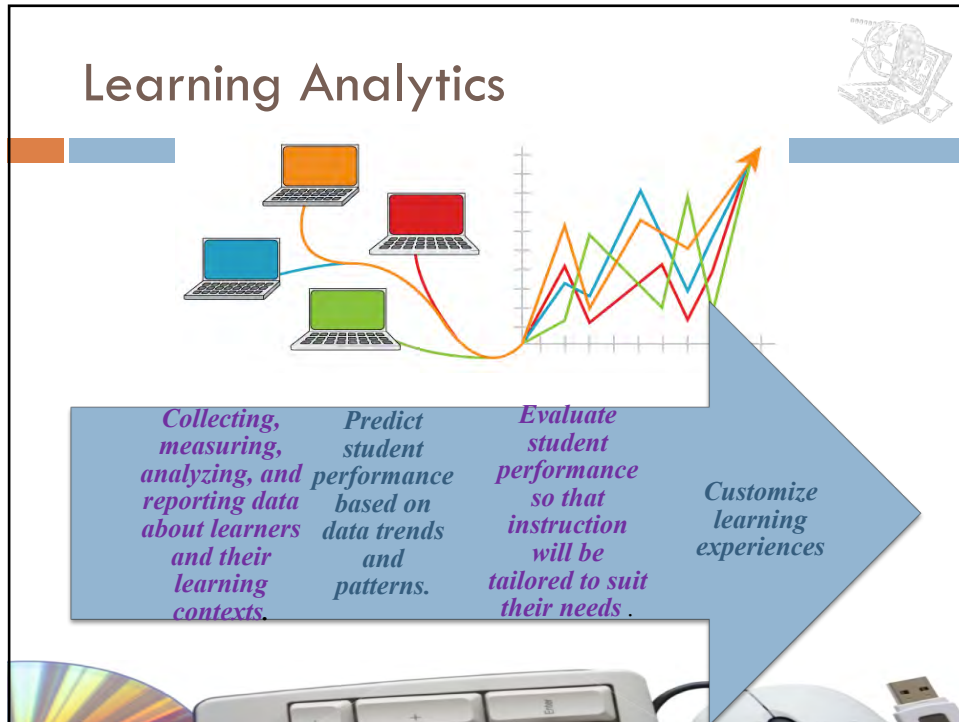 Learning Analytics
Collecting,
measuring,
analyzing, and
reporting data
about learners
and their
learning
contexts.
Predict
student
performance
based on
data trends
and
patterns.
Evaluate
student
performance
so that
instruction
will be
tailored to suit
their needs .
Customize
learning
experiences
+
Enter